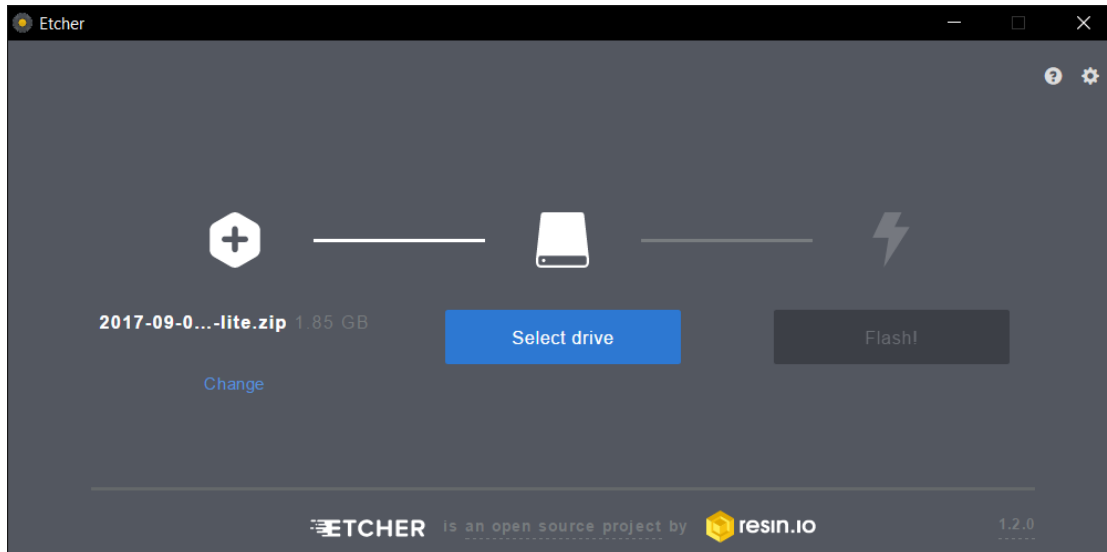 Etcher
2017-09-0...-lite.zip 1.85 GB
Change
Select drive
Flash!
ETCHER is an open source project by resin.io 1.2.0